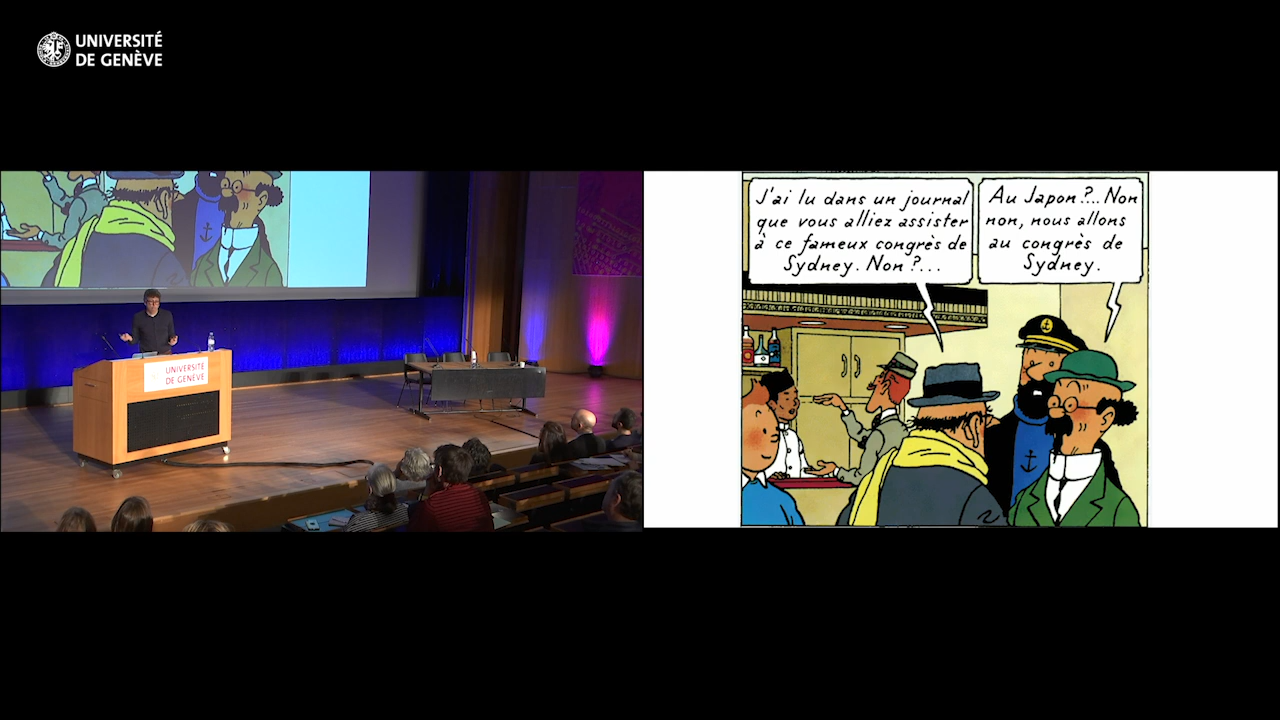 UNIVERSITÉ
DE GENÈVE
UNIVERSITÉ
DE GENÈVE
J'ai lu dans un journal
que vous alliez assister
à ce fameux congrès de
Sydney. Non ?...
Au Japon ?... Non
non, nous allons
au congrès de
Sydney.